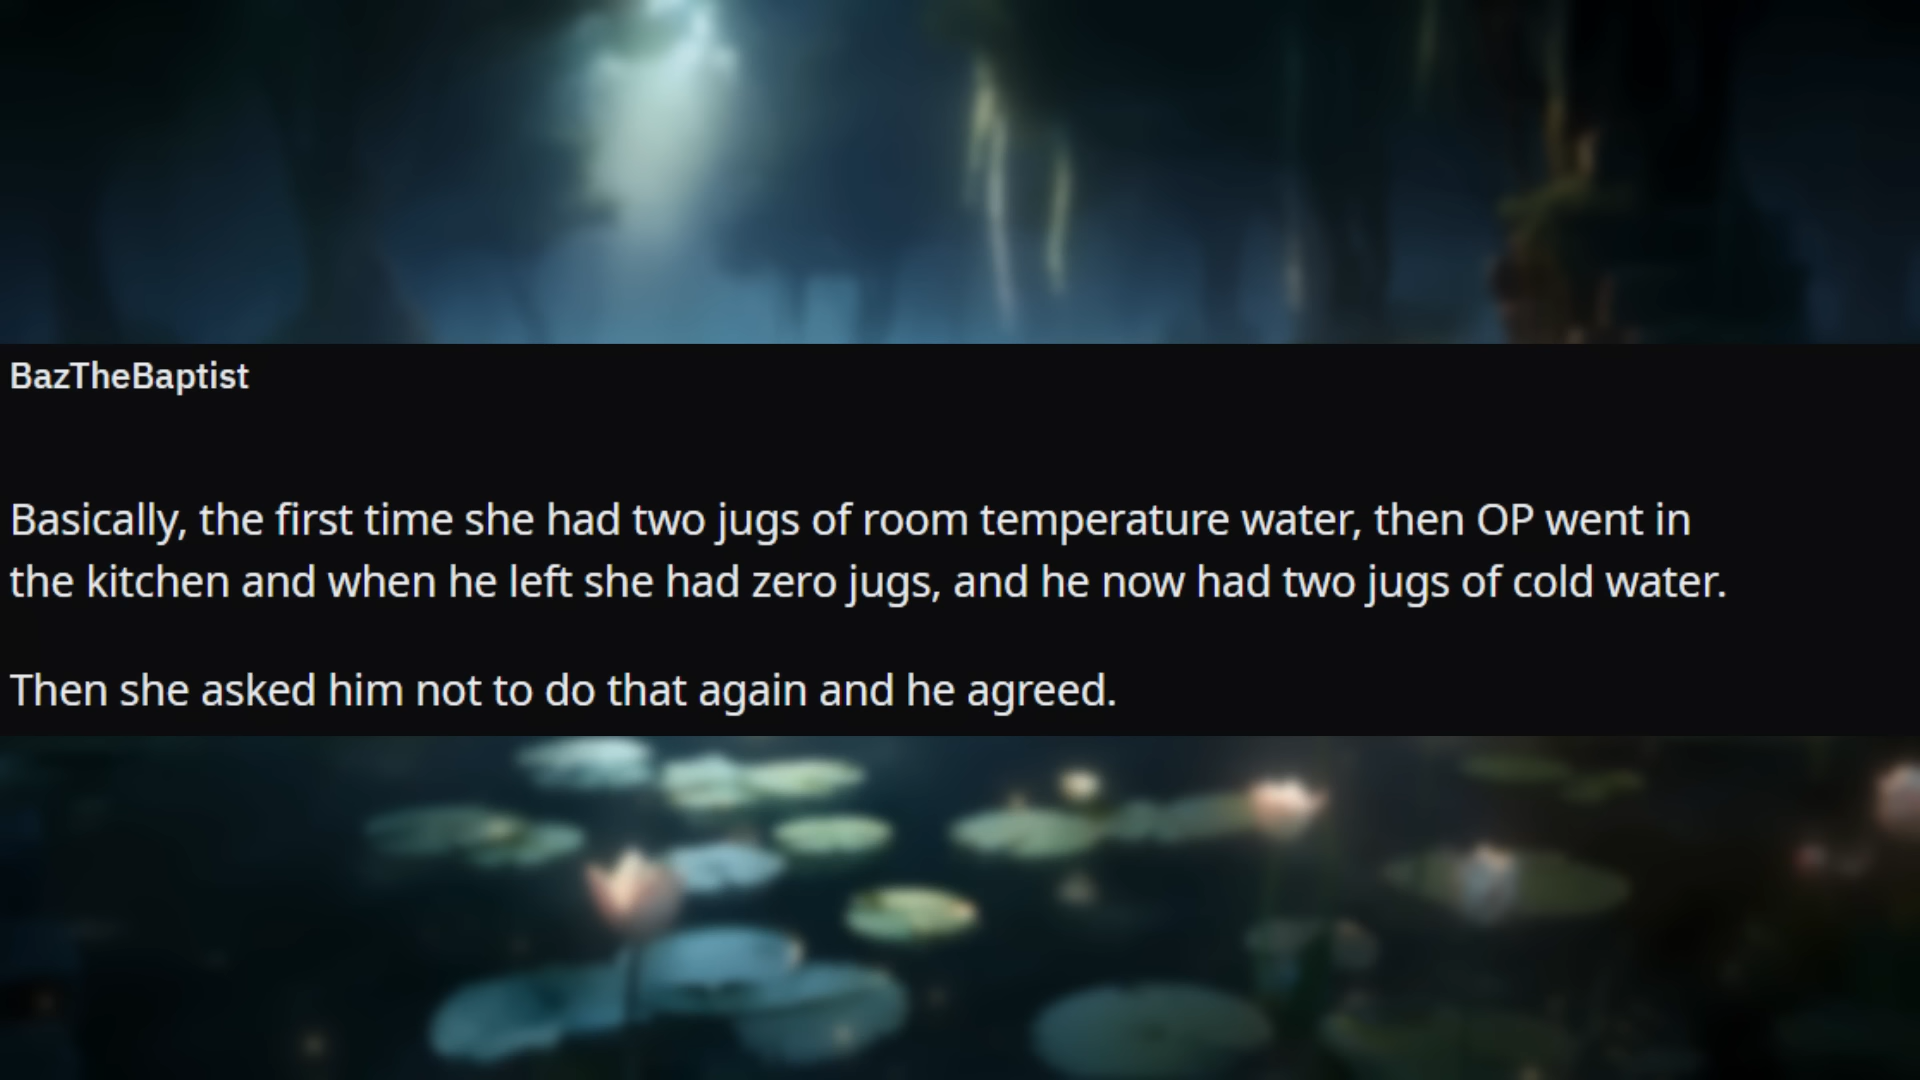 BazTheBaptist
Basically, the first time she had two jugs of room temperature water, then OP went in
the kitchen and when he left she had zero jugs, and he now had two jugs of cold water.
Then she asked him not to do that again and he agreed.